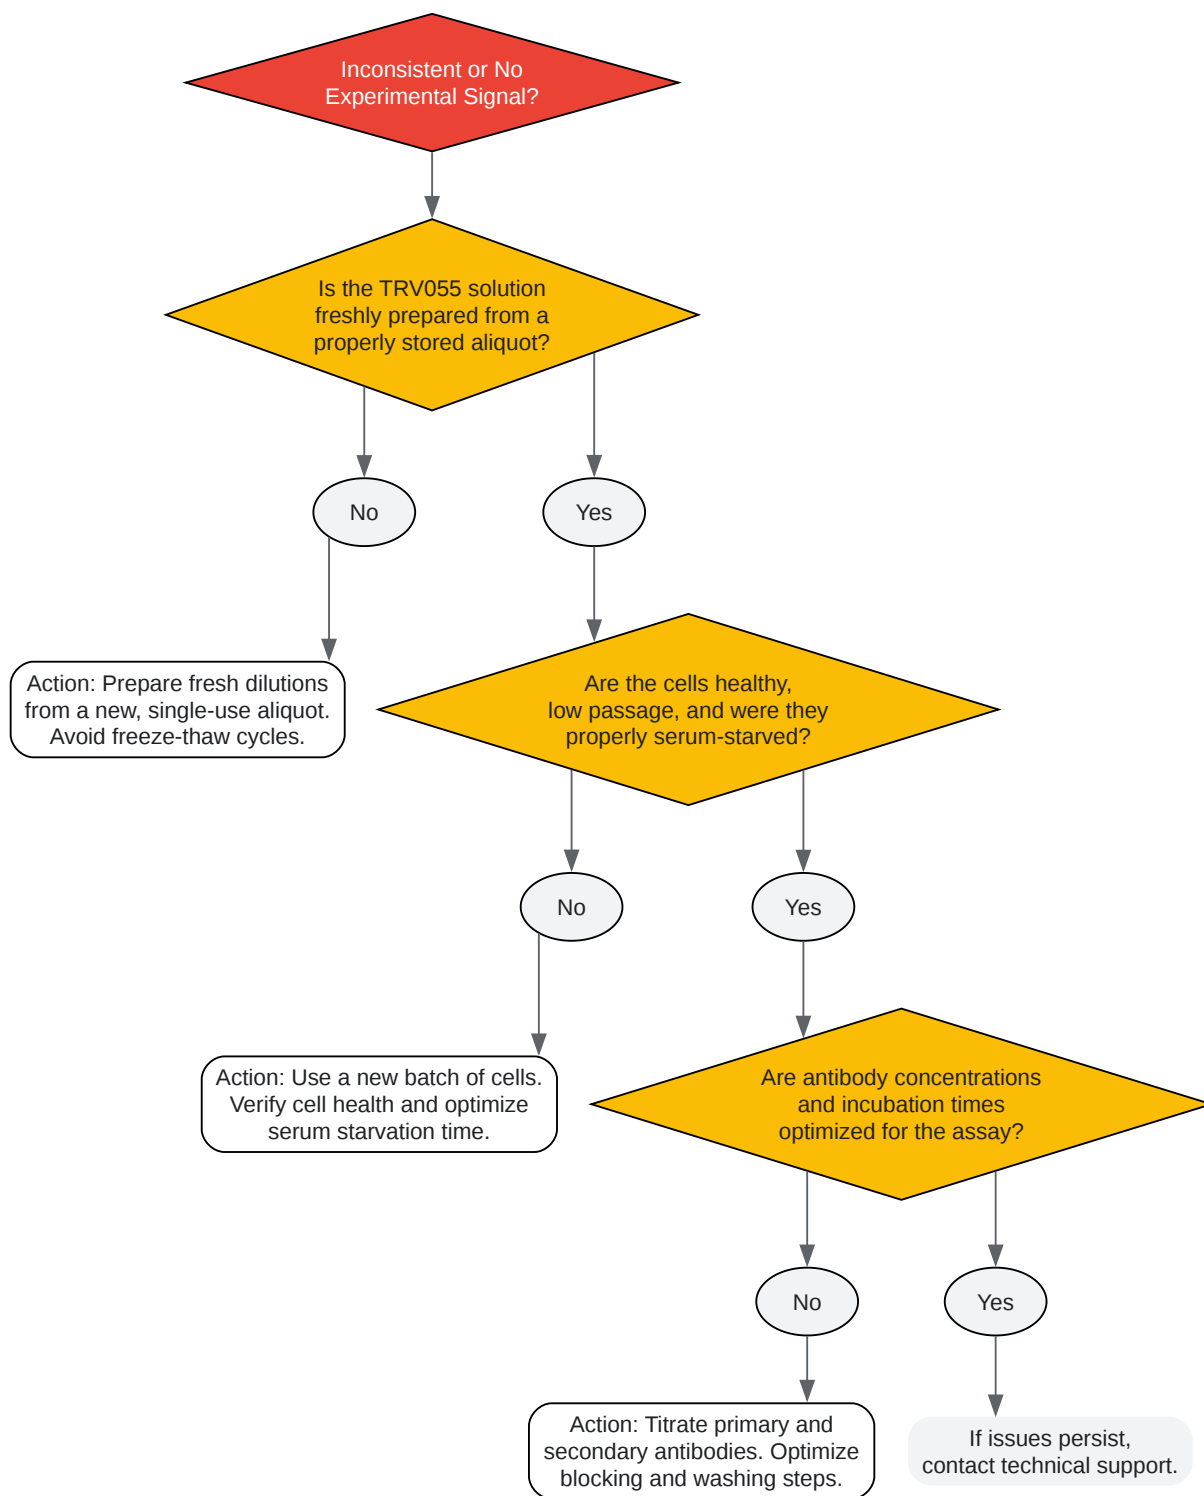 Inconsistent or No
Experimental Signal?
Is the TRV055 solution
freshly prepared from a
properly stored aliquot?
No
Yes
Action: Prepare fresh dilutions
from a new, single-use aliquot.
Avoid freeze-thaw cycles.
Are the cells healthy,
low passage, and were they
properly serum-starved?
No
Yes
Action: Use a new batch of cells.
Verify cell health and optimize
serum starvation time.
Are antibody concentrations
and incubation times
optimized for the assay?
No
Yes
Action: Titrate primary and
secondary antibodies. Optimize
blocking and washing steps.
If issues persist,
contact technical support.